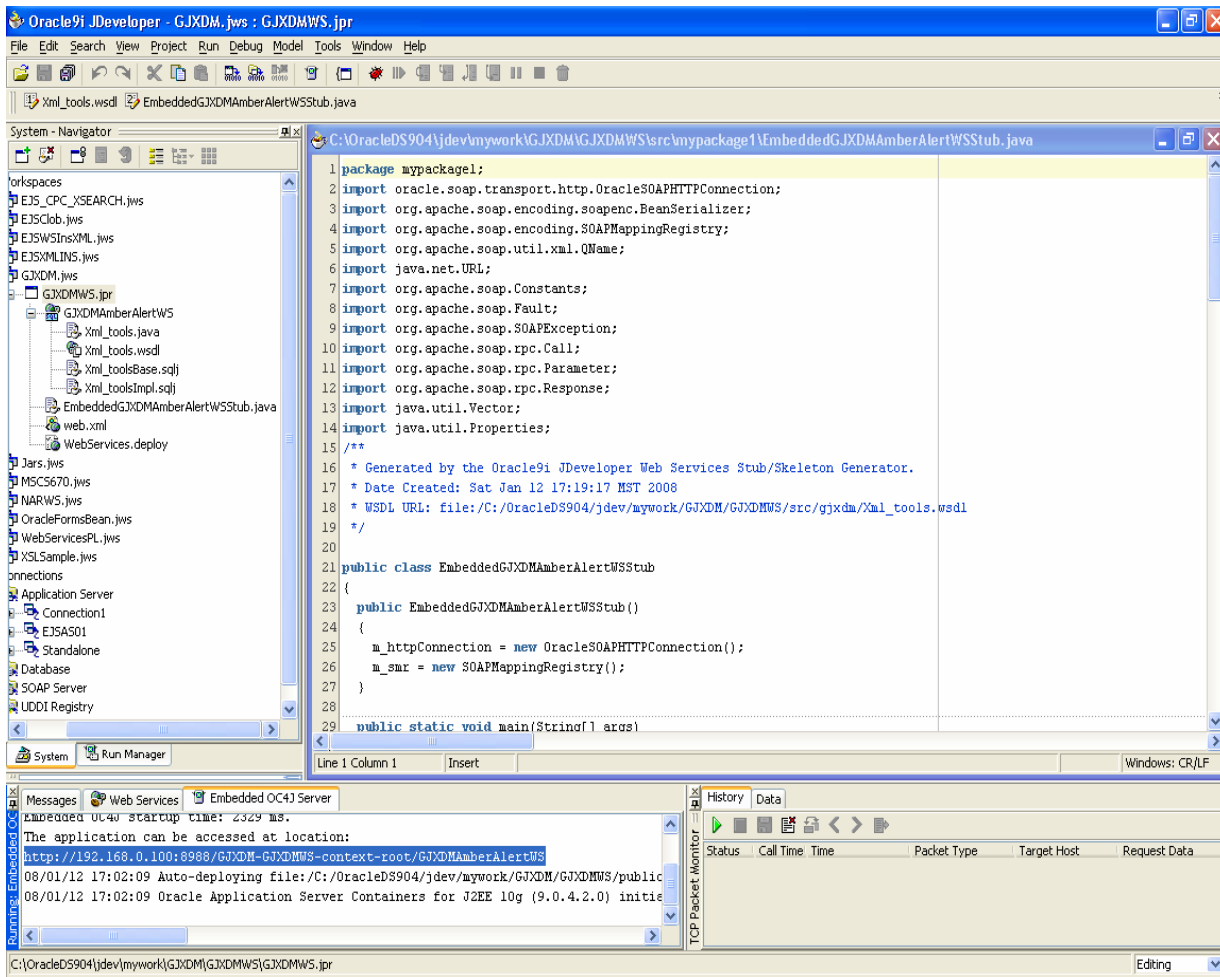 Oracle9i JDeveloper - GJXDM.jws : GJXDMWS.jpr
File Edit Search View Project Run Debug Model Tools Window Help
Xml_tools.wsdl EmbeddedGJXDMAmberAlertWSStub.java
System - Navigator
orkspaces
EJS_CPC_XSEARCH.jws
EJSClob.jws
EJSWSInsXML.jws
EJSXMLINS.jws
GJXDM.jws
GJXDMWS.jpr
GJXDMAmberAlertWS
Xml_tools.java
Xml_tools.wsdl
Xml_toolsBase.sqlj
Xml_toolsImpl.sqlj
EmbeddedGJXDMAmberAlertWSStub.java
web.xml
WebServices.deploy
Jars.jws
MSC5670.jws
NARWS.jws
OracleFormsBean.jws
WebServicesPL.jws
XSLSample.jws
onnections
Application Server
Connection1
EJSAS01
Standalone
Database
SOAP Server
UDDI Registry
System Run Manager
C:\OracleDS904\jdev\mywork\GJXDM\GJXDMWS\src\mypackage1\EmbeddedGJXDMAmberAlertWSStub.java
1 package mypackage1;
2 import oracle.soap.transport.http.OracleSOAPHTTPConnection;
3 import org.apache.soap.encoding.soapenc.BeanSerializer;
4 import org.apache.soap.encoding.SOAPMappingRegistry;
5 import org.apache.soap.util.xml.QName;
6 import java.net.URL;
7 import org.apache.soap.Constants;
8 import org.apache.soap.Fault;
9 import org.apache.soap.SOAPException;
10 import org.apache.soap.rpc.Call;
11 import org.apache.soap.rpc.Parameter;
12 import org.apache.soap.rpc.Response;
13 import java.util.Vector;
14 import java.util.Properties;
15 /**
16 * Generated by the Oracle9i JDeveloper Web Services Stub/Skeleton Generator.
17 * Date Created: Sat Jan 12 17:19:17 MST 2008
18 * WSDL URL: file:/C:/OracleDS904/jdev/mywork/GJXDM/GJXDMWS/src/gjxdm/Xml_tools.wsdl
19 */
20
21 public class EmbeddedGJXDMAmberAlertWSStub
22 {
23 public EmbeddedGJXDMAmberAlertWSStub()
24 {
25 m_httpConnection = new OracleSOAPHTTPConnection();
26 m_smr = new SOAPMappingRegistry();
27 }
28
29 public static void main(String[] args)
Line 1 Column 1 Insert Windows: CR/LF
Messages Web Services Embedded OC4J Server
Embedded OC4J startup time: 2329 ms.
The application can be accessed at location:
http://192.168.0.100:8988/GJXDM-GJXDMWS-context-root/GJXDMAmberAlertWS
08/01/12 17:02:09 Auto-deploying file:/C:/OracleDS904/jdev/mywork/GJXDM/GJXDMWS/public
08/01/12 17:02:09 Oracle Application Server Containers for J2EE 10g (9.0.4.2.0) initia
Running: Embedded OC
History Data
TCP Packet Monitor
Status Call Time Time Packet Type Target Host Request Data
C:\OracleDS904\jdev\mywork\GJXDM\GJXDMWS\GJXDMWS.jpr Editing